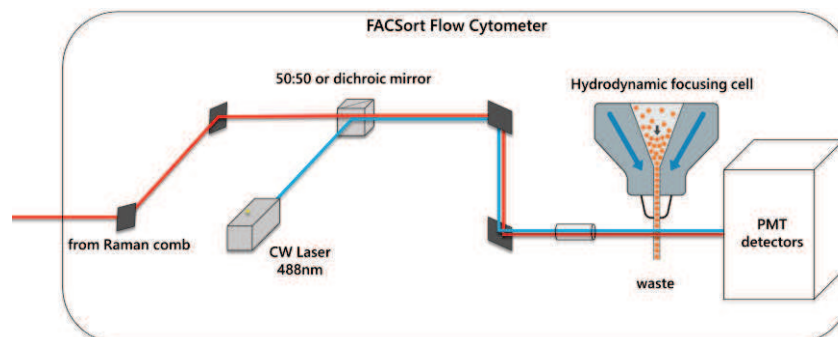 FACSort Flow Cytometer
50:50 or dichroic mirror
Hydrodynamic focusing cell
from Raman comb
CW Laser
488nm
PMT
detectors
waste